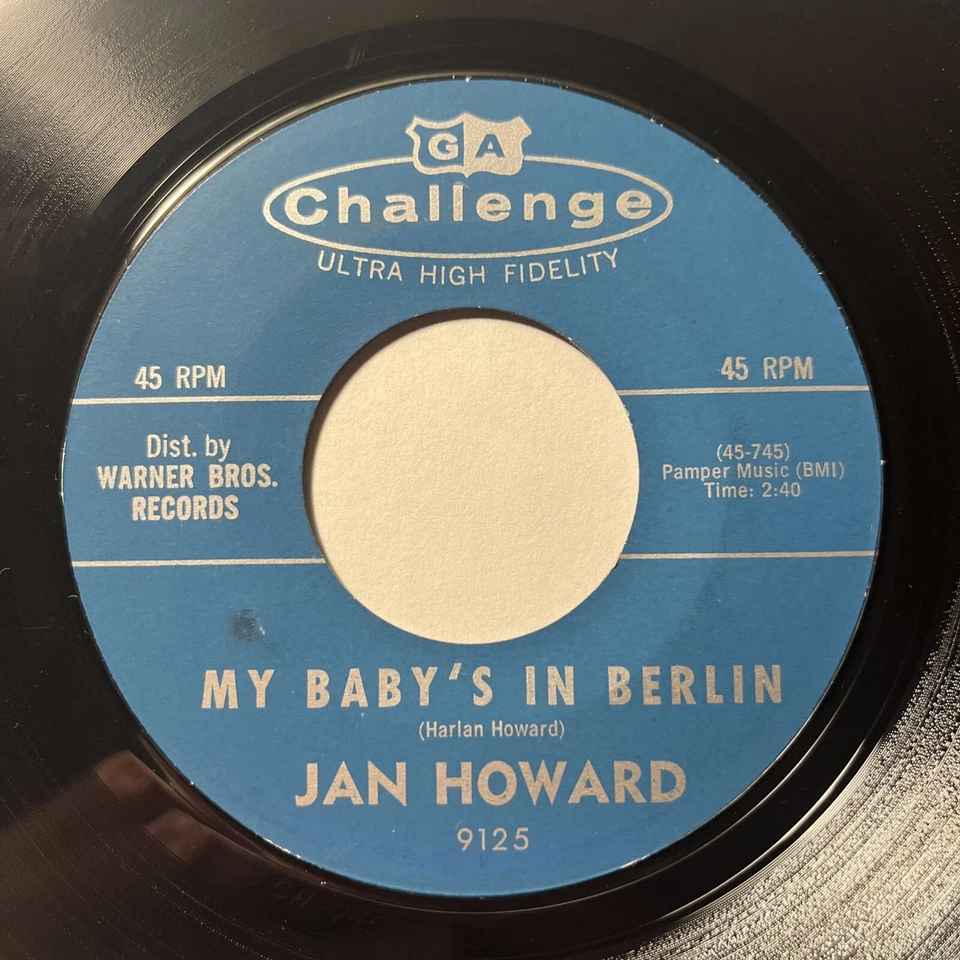 GA
Challenge
ULTRA HIGH FIDELITY
45 RPM
45 RPM
Dist. by
WARNER BROS.
RECORDS
(45-745)
Pamper Music (BMI)
Time: 2:40
MY BABY'S IN BERLIN
(Harlan Howard)
JAN HOWARD
9125